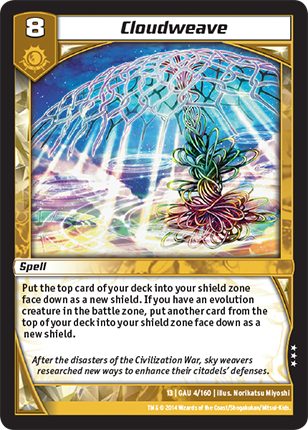 8
Cloudweave
Spell
Put the top card of your deck into your shield zone
face down as a new shield. If you have an evolution
creature in the battle zone, put another card from the
top of your deck into your shield zone face down as a
new shield.
After the disasters of the Civilization War, sky weavers
researched new ways to enhance their citadels' defenses.
13 | GAU 4/160 | illus. Norikatsu Miyoshi
TM & © 2014 Wizards of the Coast/Shogakukan/Mitsui-Kids.